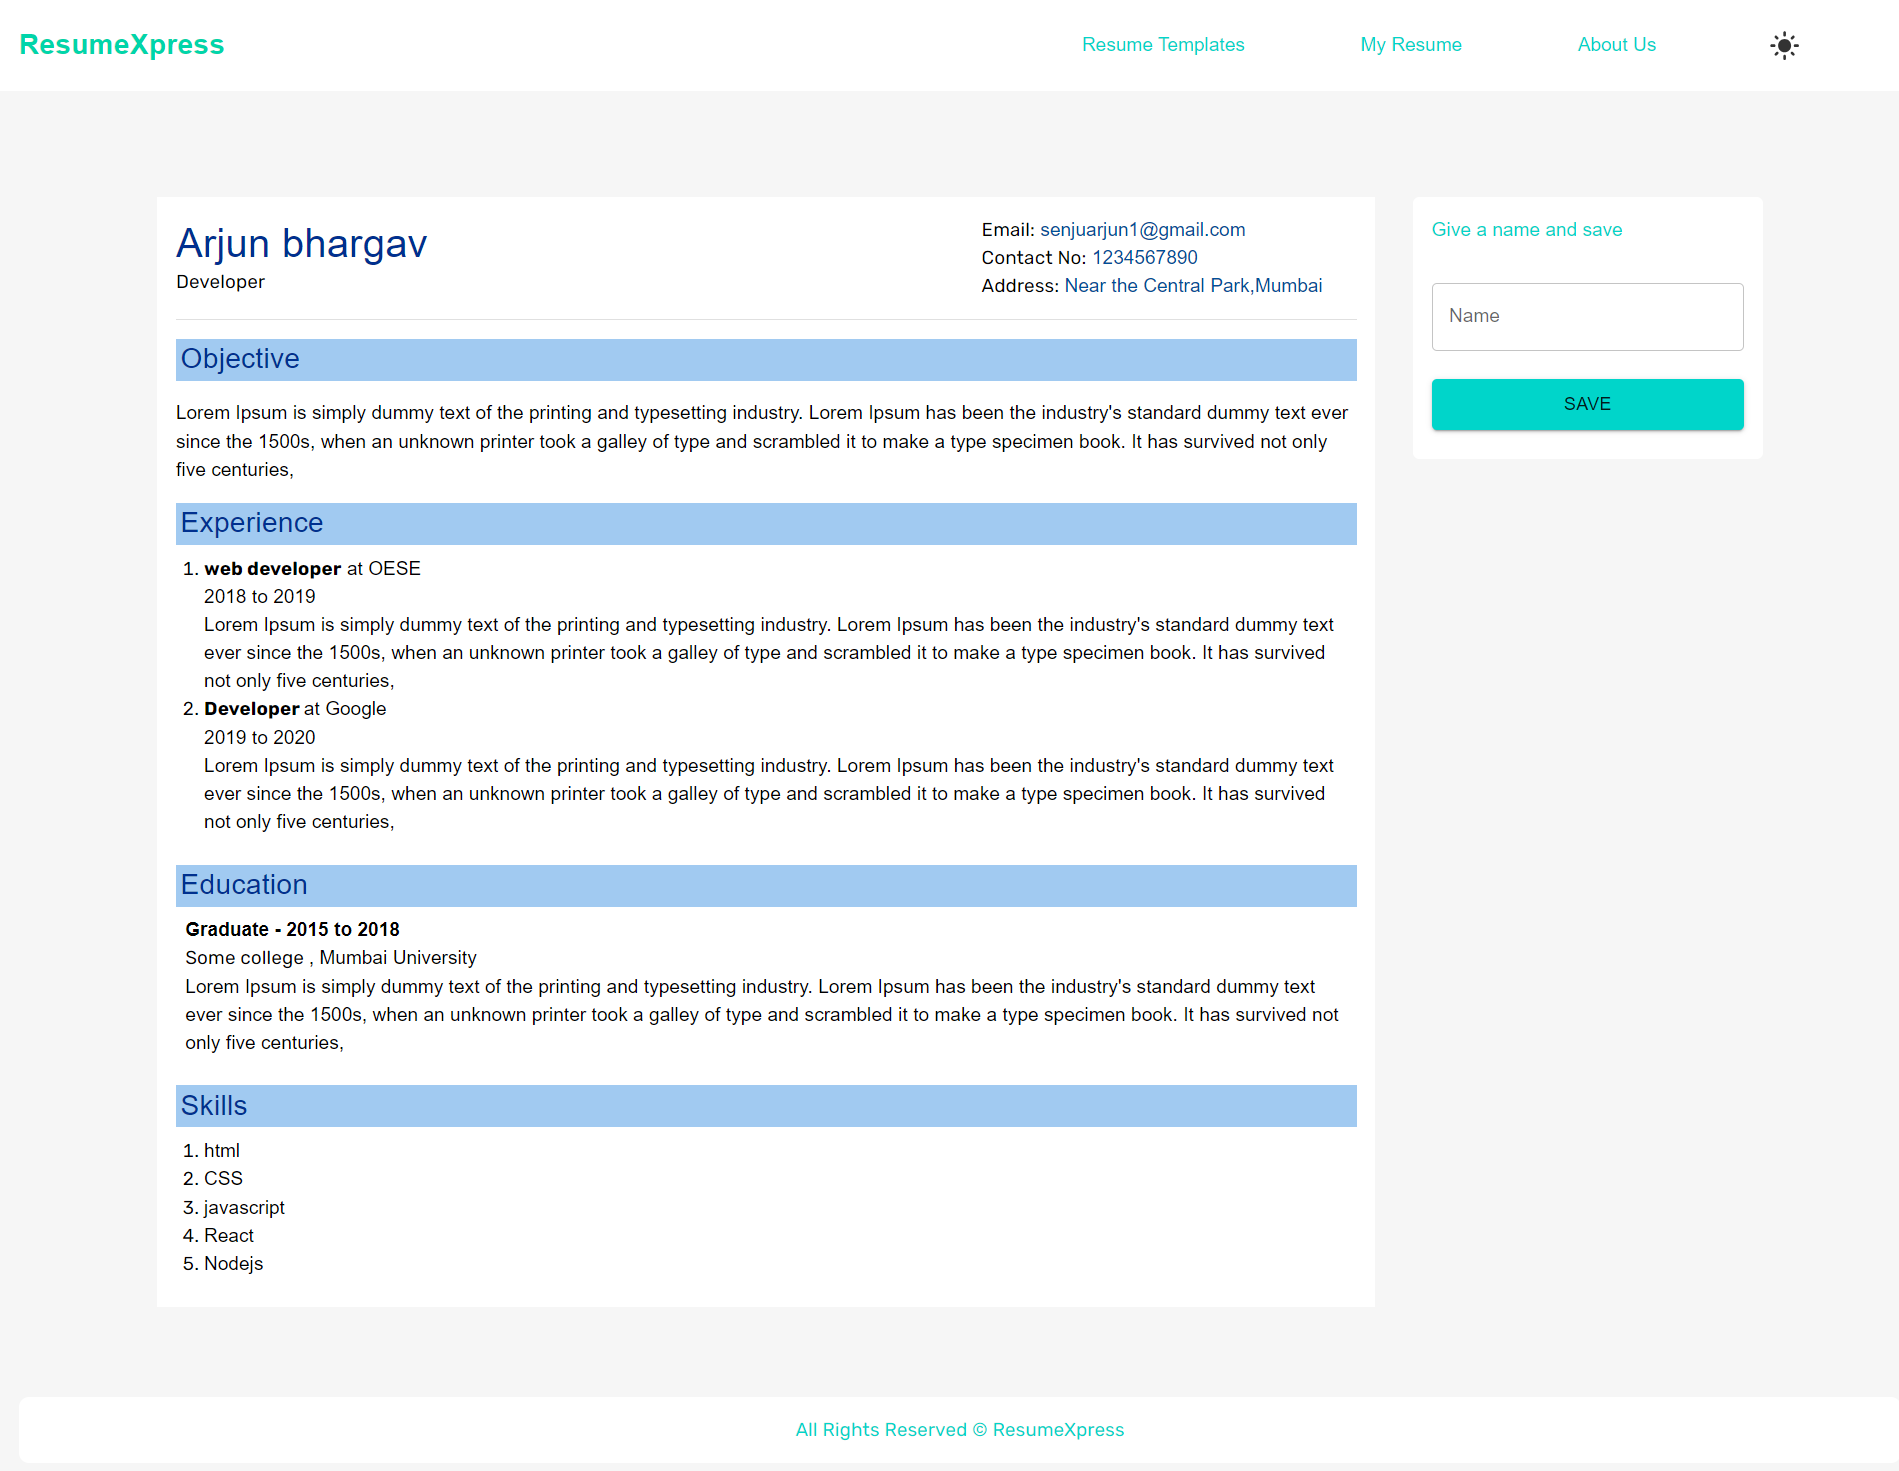 ResumeXpress
Resume Templates
My Resume
About Us
Arjun bhargav
Developer
Email: senjuarjun1@gmail.com
Contact No: 1234567890
Address: Near the Central Park,Mumbai
Objective
Lorem Ipsum is simply dummy text of the printing and typesetting industry. Lorem Ipsum has been the industry's standard dummy text ever
since the 1500s, when an unknown printer took a galley of type and scrambled it to make a type specimen book. It has survived not only
five centuries,
Experience
1. web developer at OESE
2018 to 2019
Lorem Ipsum is simply dummy text of the printing and typesetting industry. Lorem Ipsum has been the industry's standard dummy text
ever since the 1500s, when an unknown printer took a galley of type and scrambled it to make a type specimen book. It has survived
not only five centuries,
2. Developer at Google
2019 to 2020
Lorem Ipsum is simply dummy text of the printing and typesetting industry. Lorem Ipsum has been the industry's standard dummy text
ever since the 1500s, when an unknown printer took a galley of type and scrambled it to make a type specimen book. It has survived
not only five centuries,
Education
Graduate - 2015 to 2018
Some college , Mumbai University
Lorem Ipsum is simply dummy text of the printing and typesetting industry. Lorem Ipsum has been the industry's standard dummy text
ever since the 1500s, when an unknown printer took a galley of type and scrambled it to make a type specimen book. It has survived not
only five centuries,
Skills
1. html
2. CSS
3. javascript
4. React
5. Nodejs
Give a name and save
Name
SAVE
All Rights Reserved © ResumeXpress